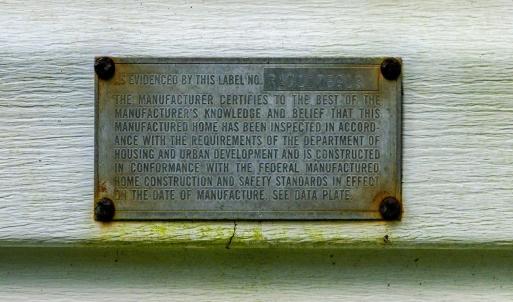 AS EVIDENCED BY THIS LABEL NO.
THE MANUFACTURER CERTIFIES TO THE BEST OF THE
MANUFACTURER'S KNOWLEDGE AND BELIEF THAT THIS
MANUFACTURED HOME HAS BEEN INSPECTED IN ACCORD-
ANCE WITH THE REQUIREMENTS OF THE DEPARTMENT OF
HOUSING AND URBAN DEVELOPMENT AND IS CONSTRUCTED
IN CONFORMANCE WITH THE FEDERAL MANUFACTURED
HOME CONSTRUCTION AND SAFETY STANDARDS IN EFFECT
ON THE DATE OF MANUFACTURE. SEE DATA PLATE.